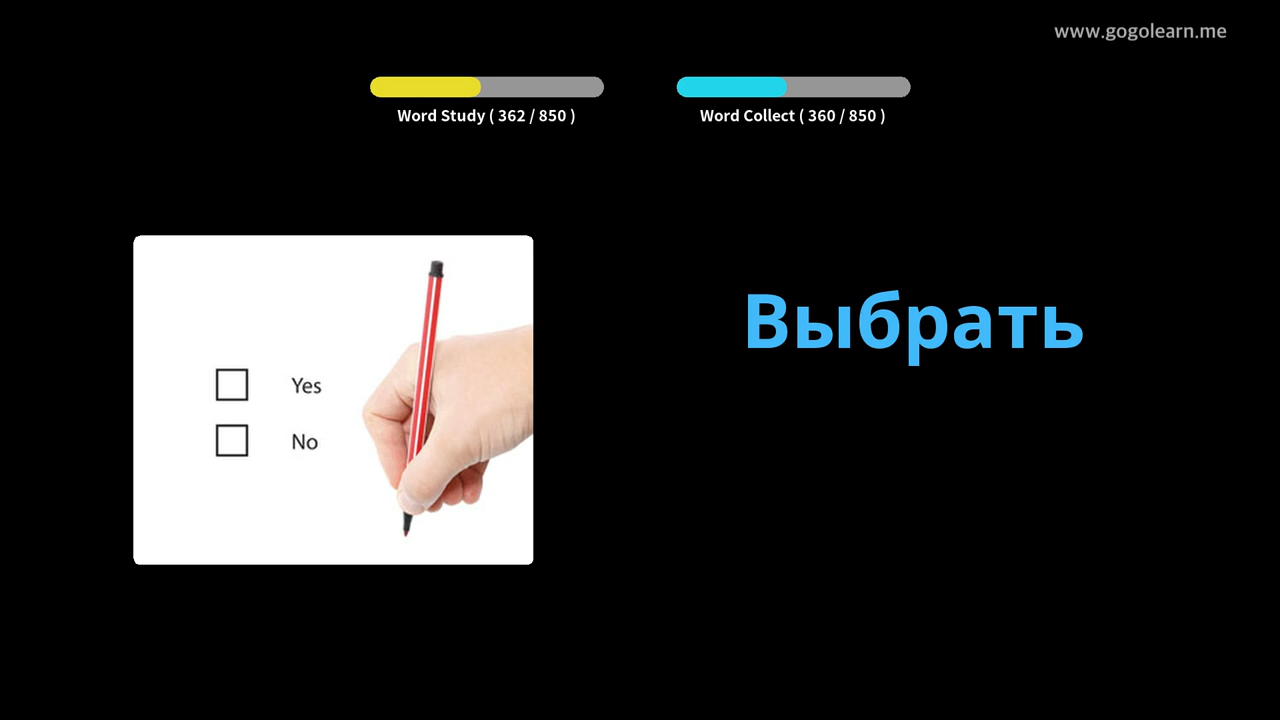 www.gogolearn.me
Word Study ( 362 / 850 )
Word Collect ( 360 / 850 )
Выбрать
Yes
No